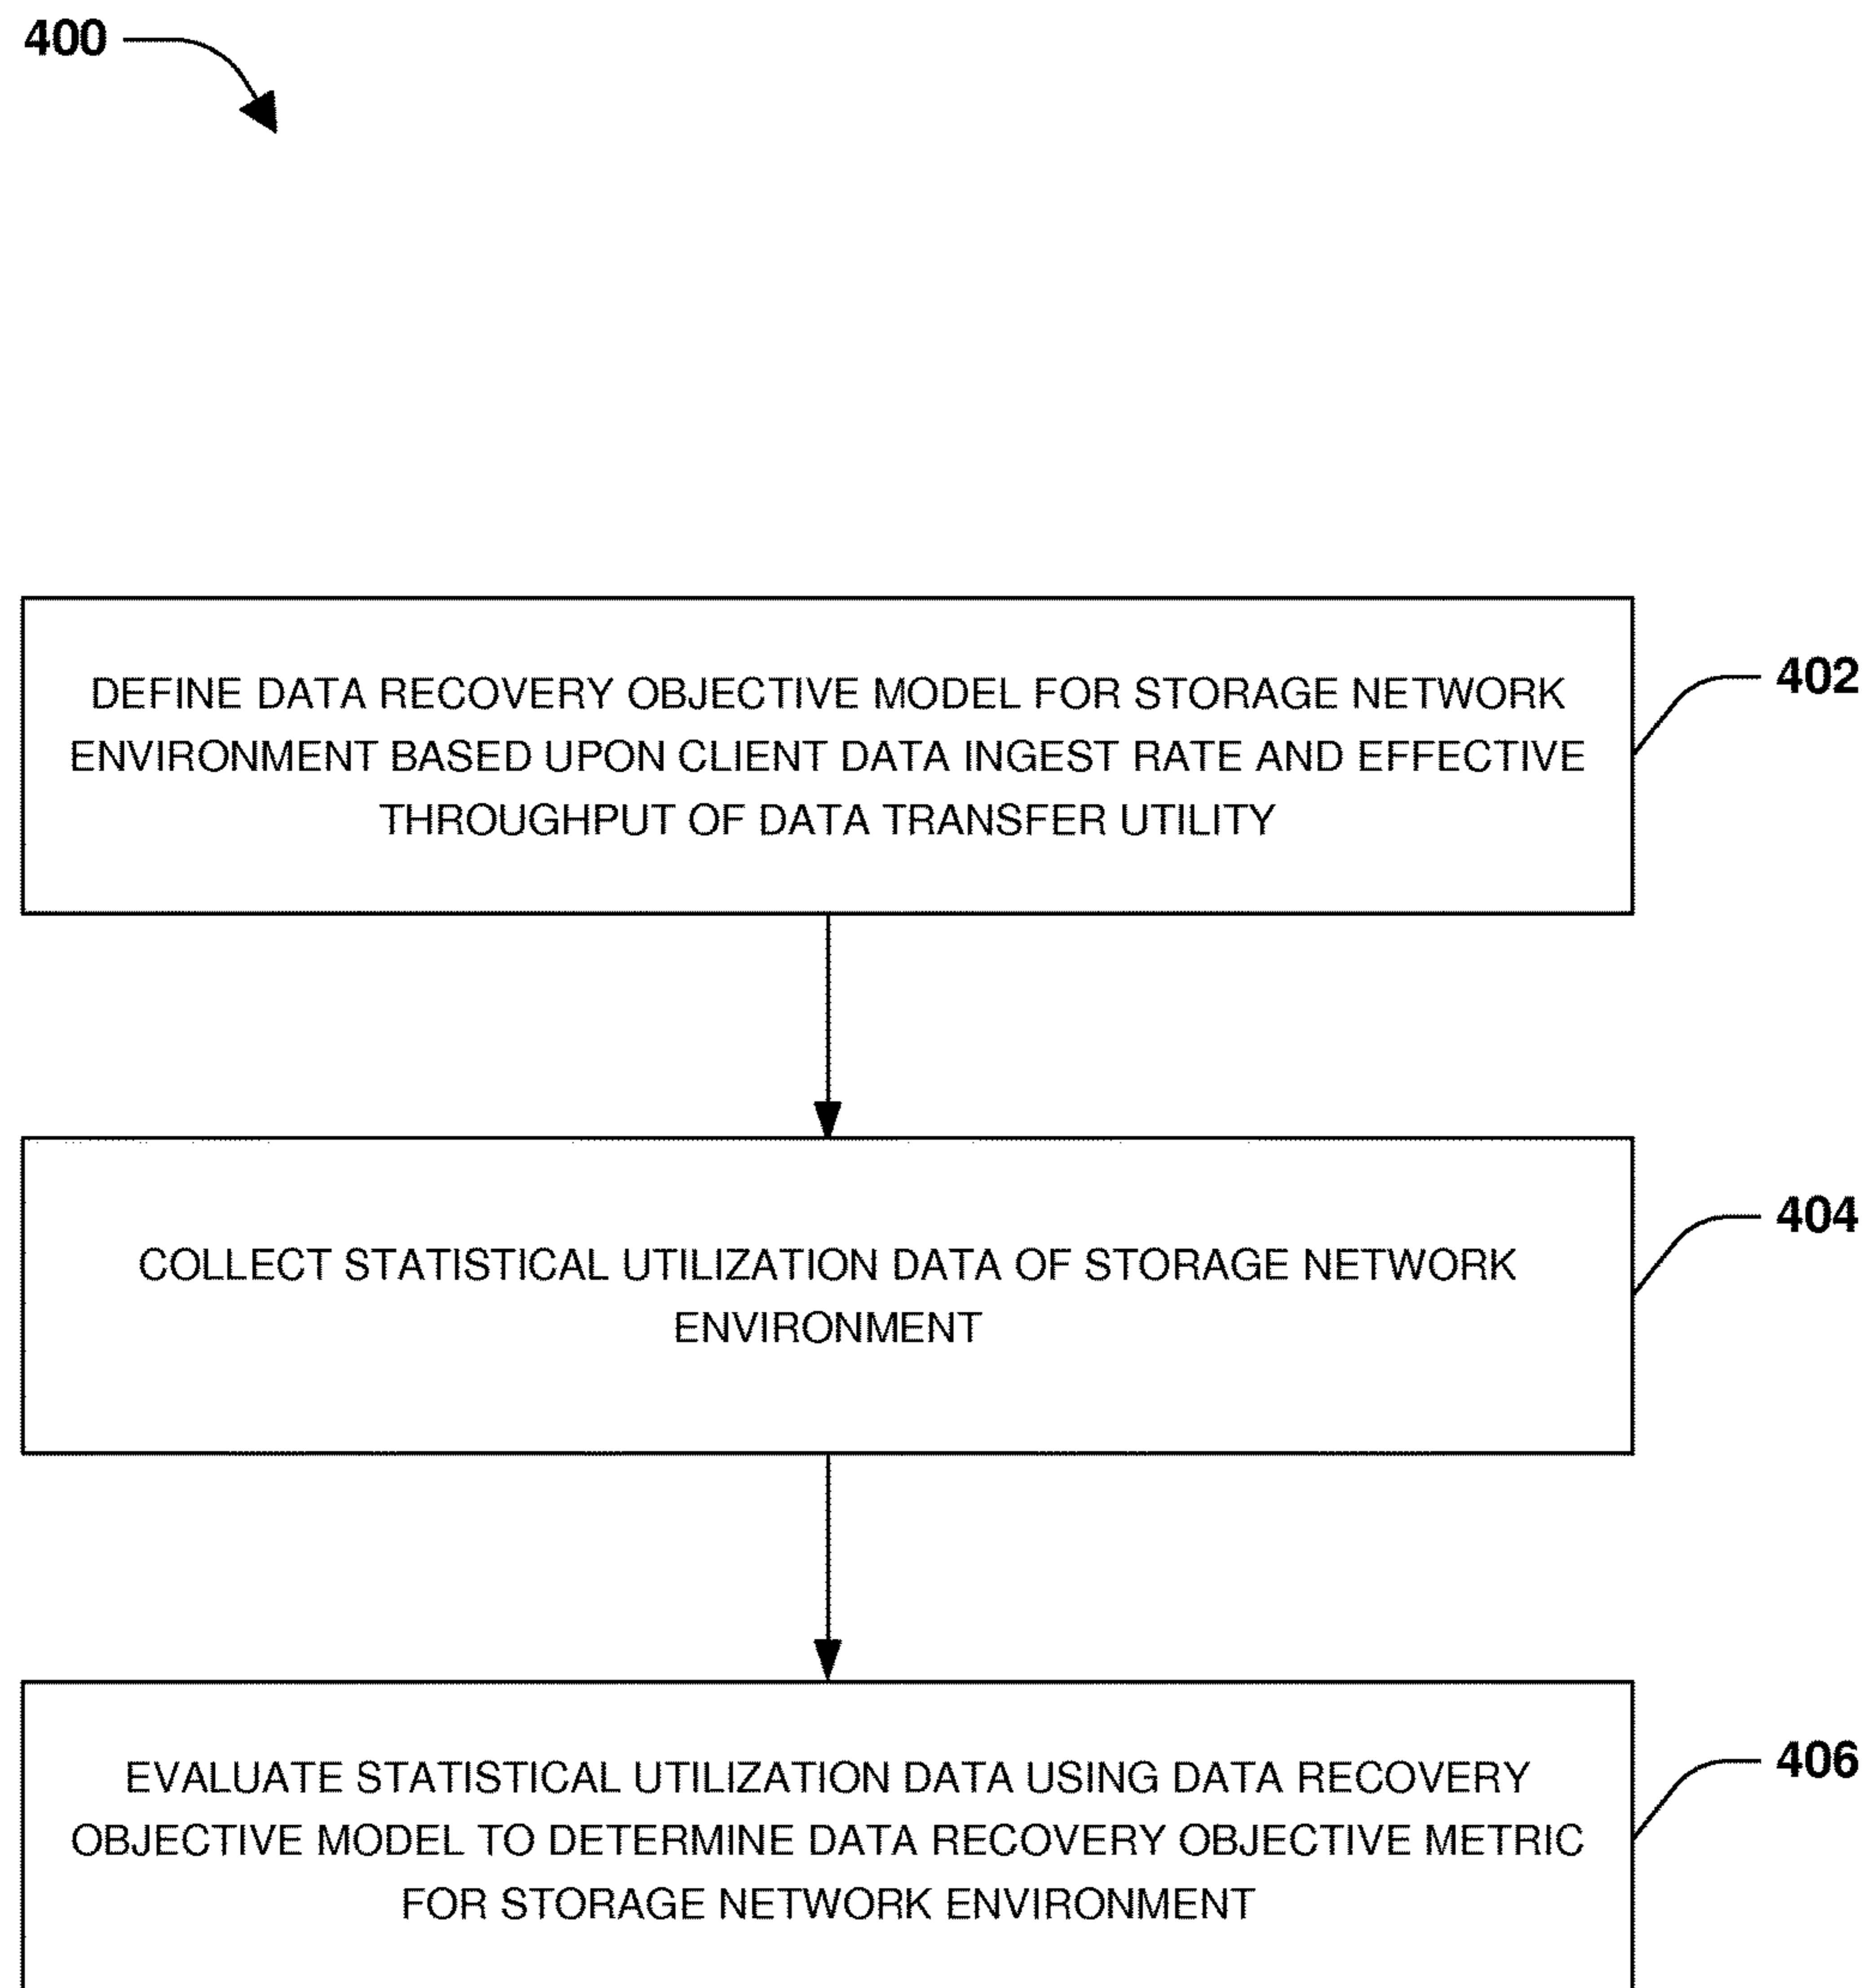 400
DEFINE DATA RECOVERY OBJECTIVE MODEL FOR STORAGE NETWORK
ENVIRONMENT BASED UPON CLIENT DATA INGEST RATE AND EFFECTIVE
THROUGHPUT OF DATA TRANSFER UTILITY
402
COLLECT STATISTICAL UTILIZATION DATA OF STORAGE NETWORK
ENVIRONMENT
404
EVALUATE STATISTICAL UTILIZATION DATA USING DATA RECOVERY
OBJECTIVE MODEL TO DETERMINE DATA RECOVERY OBJECTIVE METRIC
FOR STORAGE NETWORK ENVIRONMENT
406